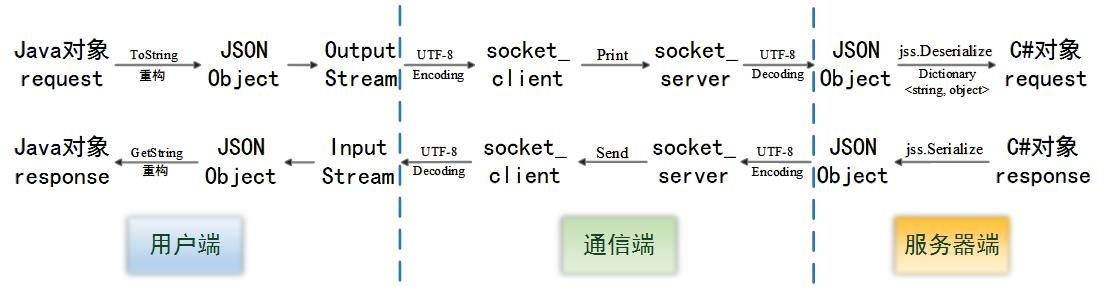 Java对象
request
ToString
重构
JSON
Object
Output
Stream
UTF-8
Encoding
socket_
client
Print
socket_
server
UTF-8
Decoding
JSON
Object
jss.Deserialize
Dictionary
<string, object>
C#对象
request
Java对象
response
GetString
重构
JSON
Object
Input
Stream
UTF-8
Decoding
socket_
client
Send
socket_
server
UTF-8
Encoding
JSON
Object
jss.Serialize
C#对象
response
用户端
通信端
服务器端